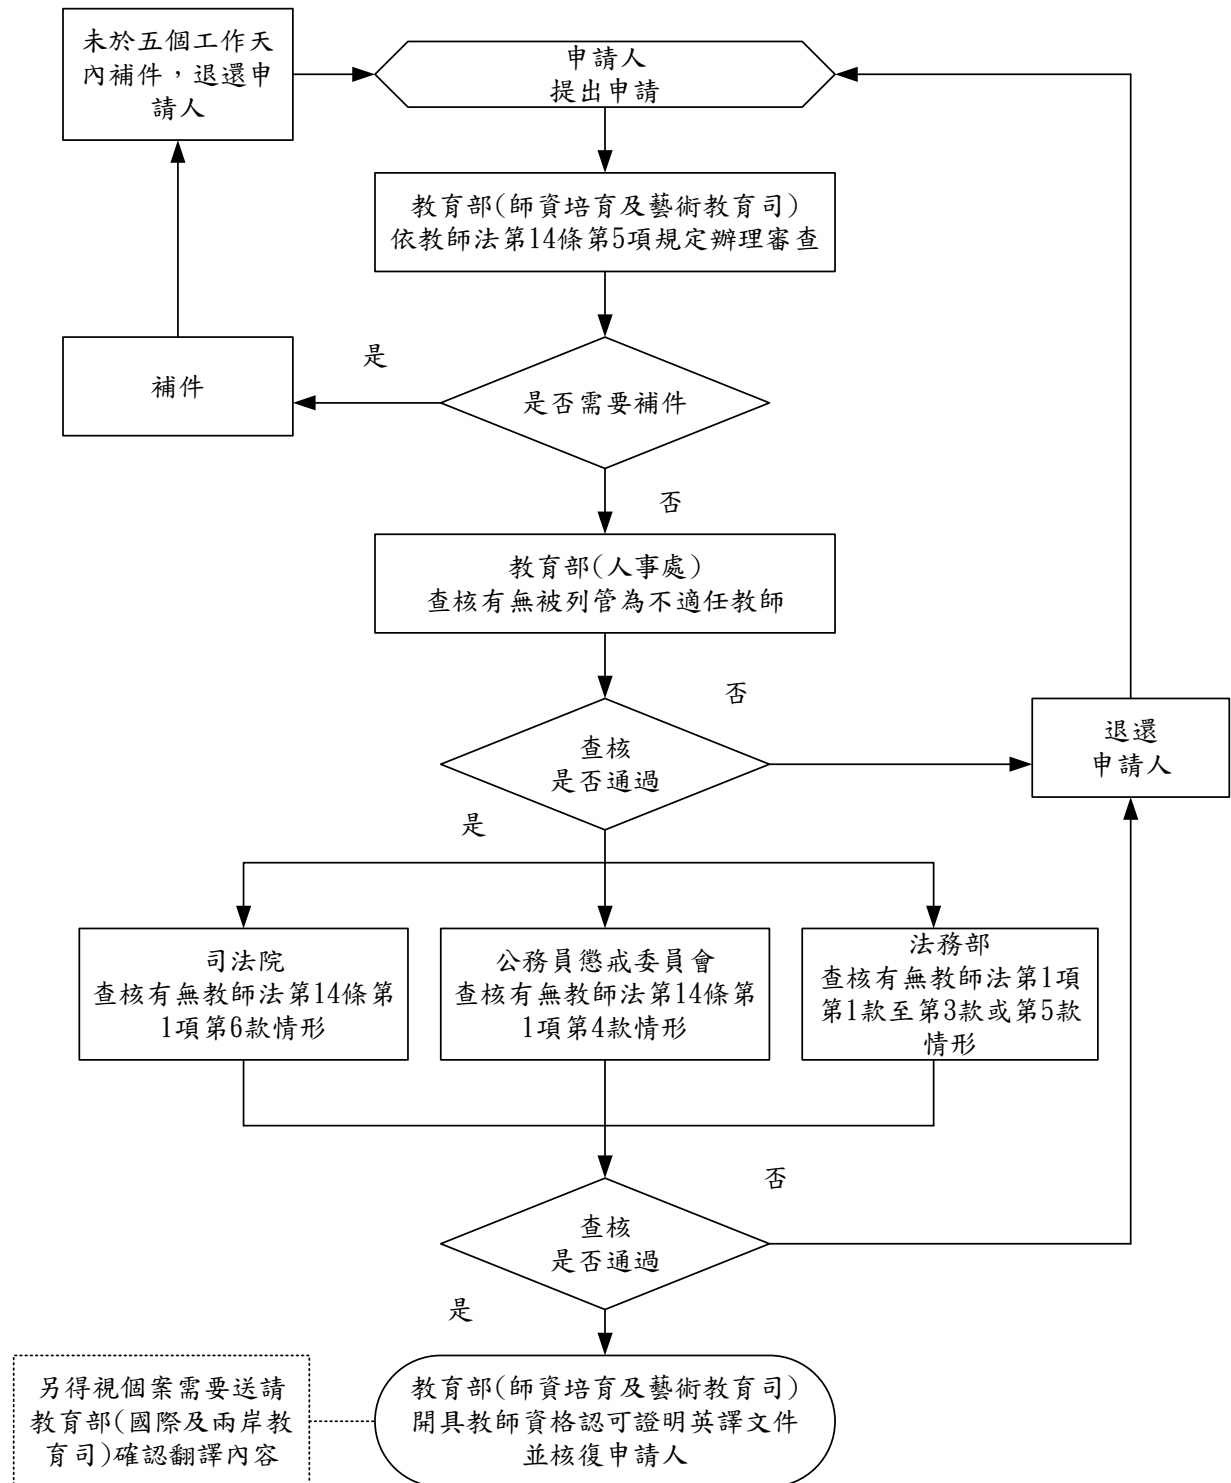 未於五個工作天
內補件，退還申
請人
申請人
提出申請
教育部(師資培育及藝術教育司)
依教師法第14條第5項規定辦理審查
是
補件
是否需要補件
否
教育部(人事處)
查核有無被列管為不適任教師
否
查核
是否通過
退還
申請人
是
司法院
查核有無教師法第14條第
1項第6款情形
公務員懲戒委員會
查核有無教師法第14條第
1項第4款情形
法務部
查核有無教師法第1項
第1款至第3款或第5款
情形
否
查核
是否通過
是
另得視個案需要送請
教育部(國際及兩岸教
育司)確認翻譯內容
教育部(師資培育及藝術教育司)
開具教師資格認可證明英譯文件
並核復申請人